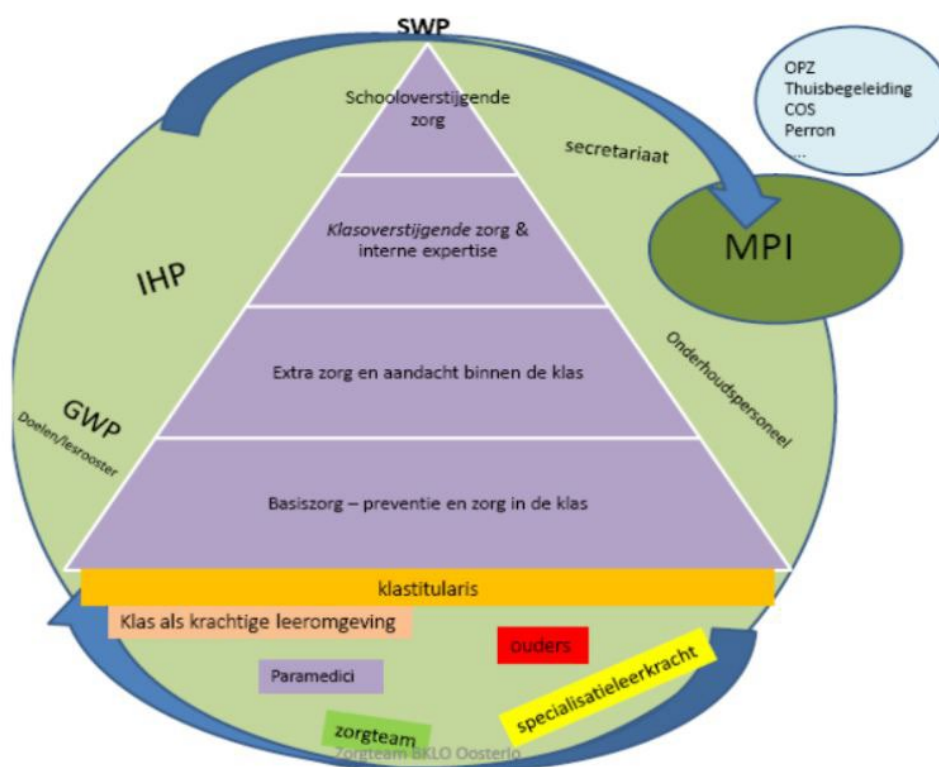 SWP
Schooloverstijgende
zorg
OPZ
Thuisbegeleiding
COS
Perron
....
secretariaat
Klasoverstijgende zorg &
interne expertise
MPI
IHP
Extra zorg en aandacht binnen de klas
Onderhoudspersoneel
GWP
Doelen/lesrooster
Basiszorg – preventie en zorg in de klas
klastitularis
Klas als krachtige leeromgeving
ouders
Paramedici
specialisatieleerkracht
zorgteam
Zorgteam BKLO Oosterlo